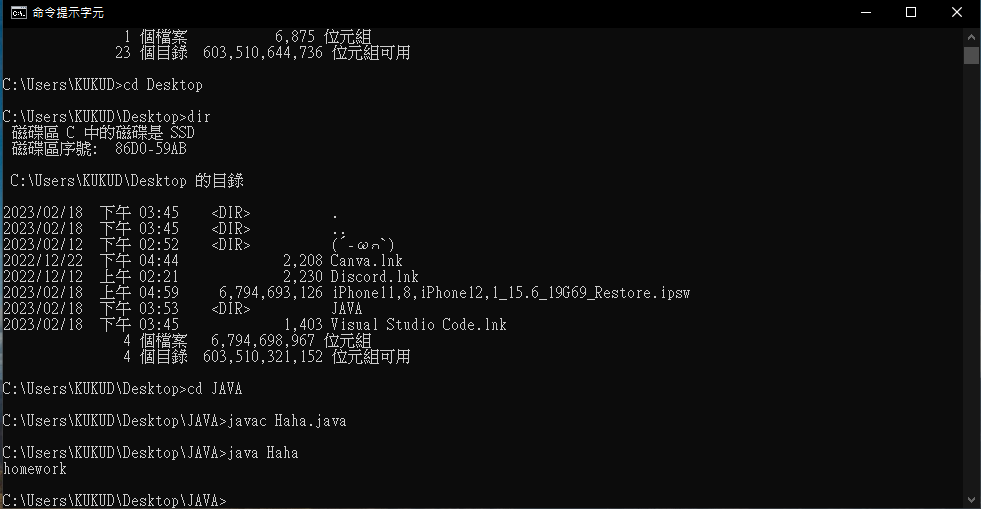 命令提示字元
1 個檔案 6,875 位元組
23 個目錄 603,510,644,736 位元組可用
C:\Users\KUKUD>cd Desktop
C:\Users\KUKUD\Desktop>dir
磁碟區 C 中的磁碟是 SSD
磁碟區序號: 86D0-59AB
C:\Users\KUKUD\Desktop 的目錄
2023/02/18 下午 03:45 <DIR> .
2023/02/18 下午 03:45 <DIR> ..
2023/02/12 下午 02:52 <DIR> (´-ωก`)
2022/12/22 下午 04:44 2,208 Canva.lnk
2022/12/12 上午 02:21 2,230 Discord.lnk
2023/02/18 上午 04:59 6,794,693,126 iPhone11,8,iPhone12,1_15.6_19G69_Restore.ipsw
2023/02/18 下午 03:53 <DIR> JAVA
2023/02/18 下午 03:45 1,403 Visual Studio Code.lnk
4 個檔案 6,794,698,967 位元組
4 個目錄 603,510,321,152 位元組可用
C:\Users\KUKUD\Desktop>cd JAVA
C:\Users\KUKUD\Desktop\JAVA>javac Haha.java
C:\Users\KUKUD\Desktop\JAVA>java Haha
homework
C:\Users\KUKUD\Desktop\JAVA>